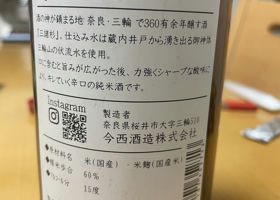 酒の神が鎮まる地 奈良・三輪 で360有余年醸す酒
「三諸杉」。仕込み水は蔵内井戸から湧き出る御神体
三輪山の伏流水を使用。
口に含むと旨みが広がった後、力強くシャープな酸味に
より、キレていく辛口の純米酒です。
Instagram
製造者
奈良県桜井市大字三輪510
今西酒造株式会社
●原材料名 米(国産)・米麹(国産米)
●精米歩合 60%
●アルコール分 15度